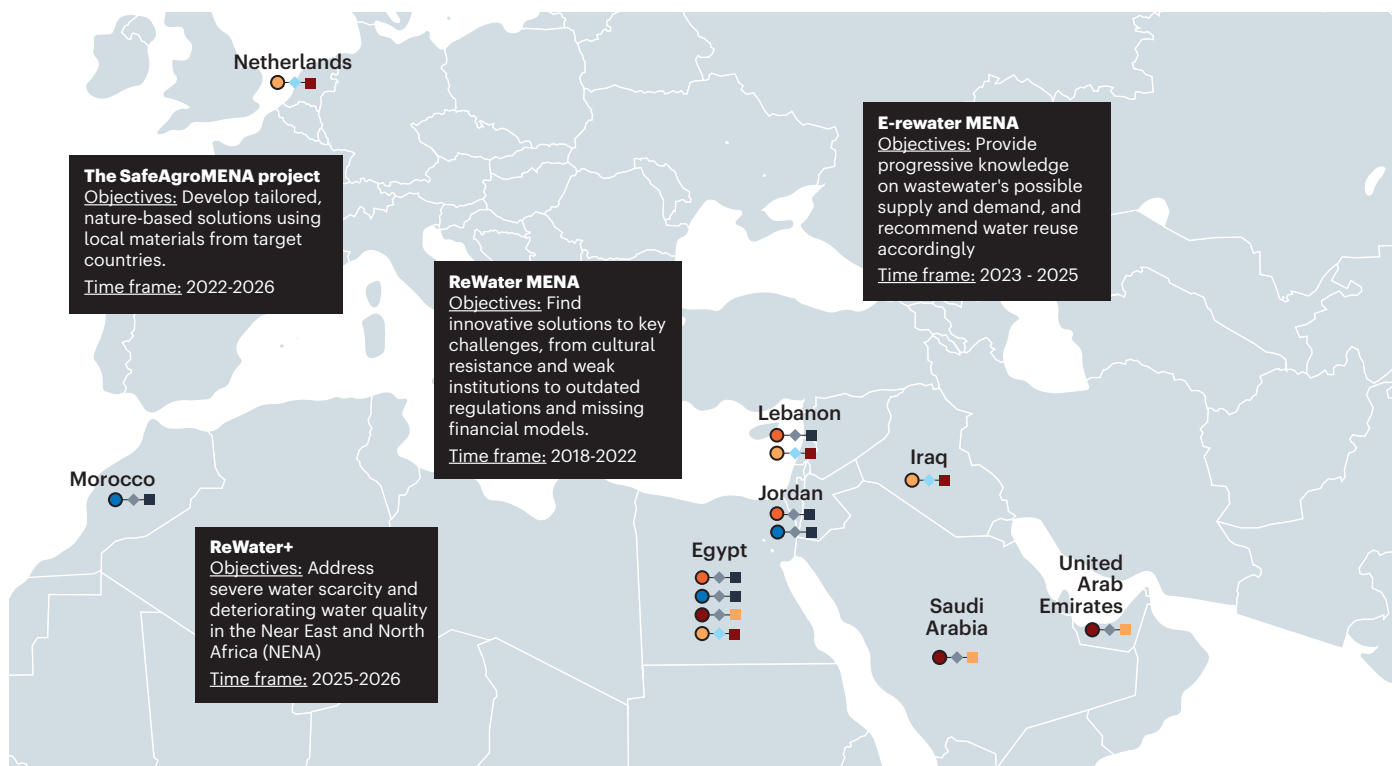 Netherlands
The SafeAgroMENA project
Objectives: Develop tailored,
nature-based solutions using
local materials from target
countries.
Time frame: 2022-2026
E-rewater MENA
Objectives: Provide
progressive knowledge
on wastewater's possible
supply and demand, and
recommend water reuse
accordingly
Time frame: 2023 - 2025
ReWater MENA
Objectives: Find
innovative solutions to key
challenges, from cultural
resistance and weak
institutions to outdated
regulations and missing
financial models.
Time frame: 2018-2022
Lebanon
Iraq
Morocco
Jordan
ReWater+
Objectives: Address
severe water scarcity and
deteriorating water quality
in the Near East and North
Africa (NENA)
Time frame: 2025-2026
Egypt
Saudi
Arabia
United
Arab
Emirates